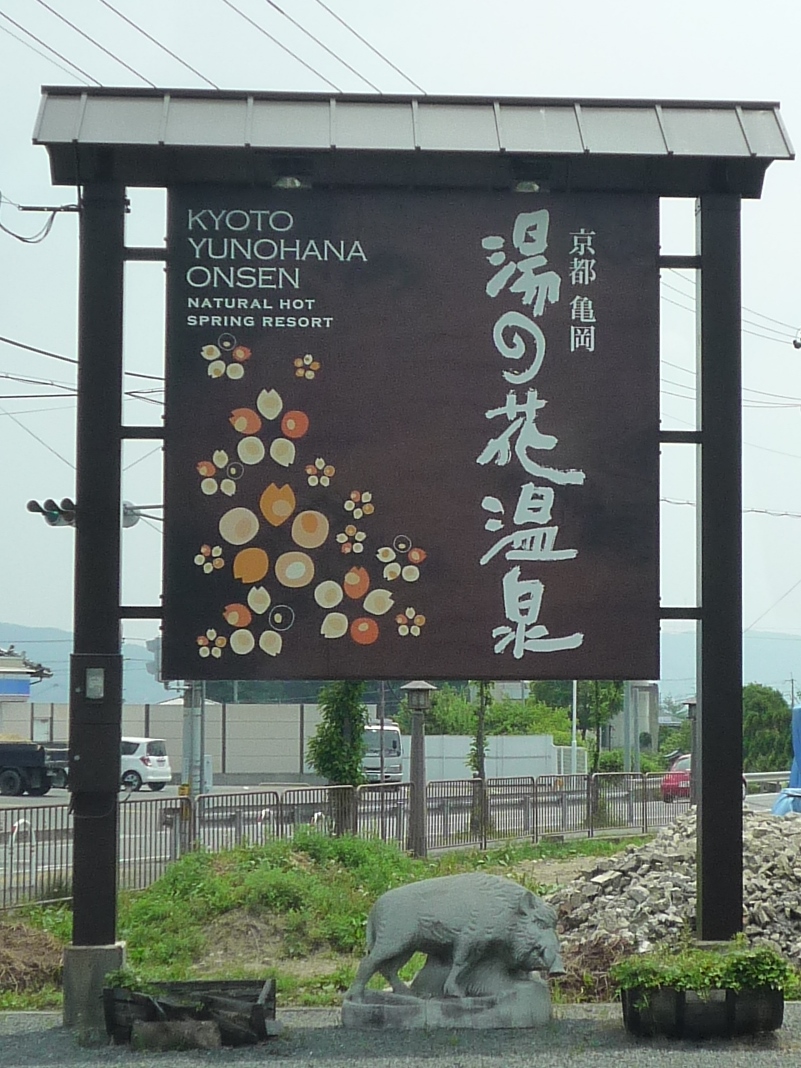 KYOTO
YUNOHANA
ONSEN
NATURAL HOT
SPRING RESORT
京都 亀岡
湯の花温泉